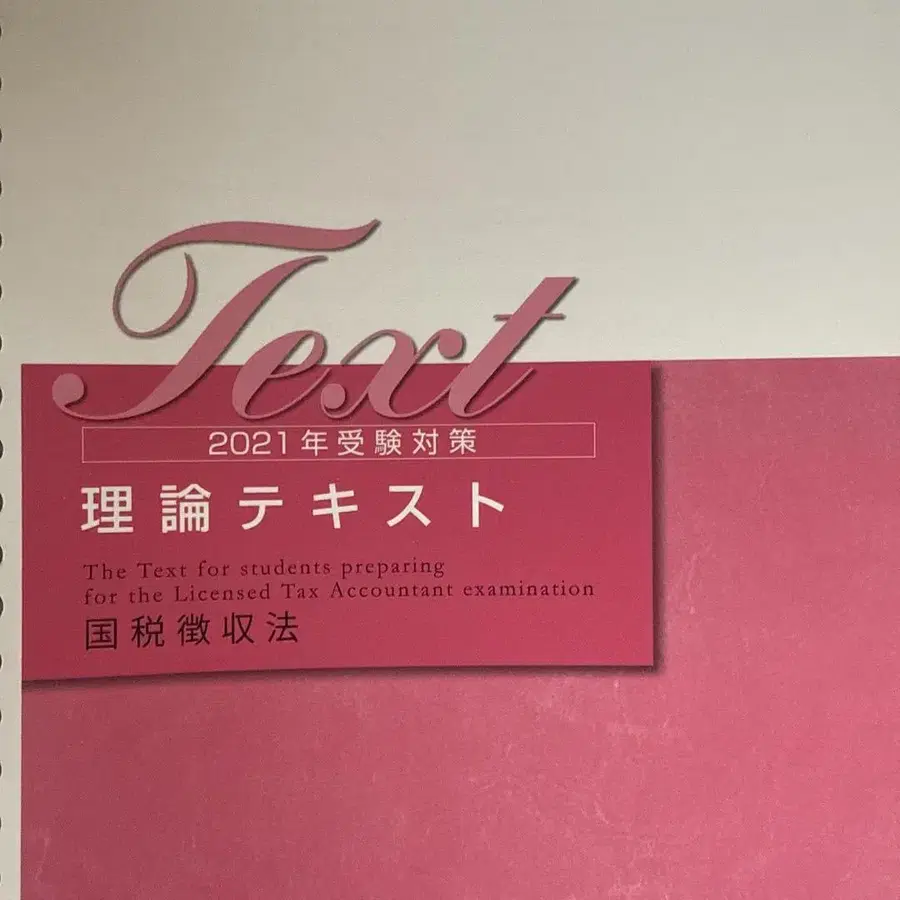 Text
2021年受験対策
理論テキスト
The Text for students preparing
for the Licensed Tax Accountant examination
国税徴収法